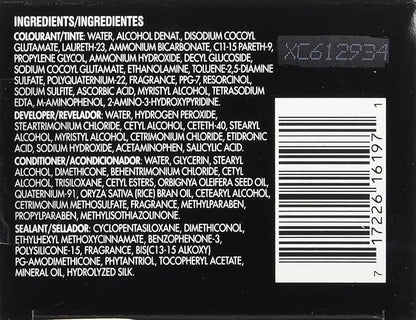 INGREDIENTS/INGREDIENTES
COLOURANT/TINTE: WATER, ALCOHOL DENAT., DISODIUM COCOYL
GLUTAMATE, LAURETH-23, AMMONIUM BICARBONATE, C11-15 PARETH-9,
PROPYLENE GLYCOL, AMMONIUM HYDROXIDE, DECYL GLUCOSIDE,
SODIUM COCOYL GLUTAMATE, ETHANOLAMINE, TOLUENE-2,5-DIAMINE
SULFATE, POLYQUATERNIUM-22, FRAGRANCE, PPG-7, RESORCINOL,
SODIUM SULFITE, ASCORBIC ACID, MYRISTYL ALCOHOL, TETRASODIUM
EDTA, M-AMINOPHENOL, 2-AMINO-3-HYDROXYPYRIDINE.
DEVELOPER/REVELADOR: WATER, HYDROGEN PEROXIDE,
STEARTRIMONIUM CHLORIDE, CETYL ALCOHOL, CETETH-40, STEARYL
ALCOHOL, MYRISTYL ALCOHOL, CETRIMONIUM CHLORIDE, ETIDRONIC
ACID, SODIUM HYDROXIDE, ACETAMINOPHEN, SALICYLIC ACID.
CONDITIONER/ACONDICIONADOR: WATER, GLYCERIN, STEARYL
ALCOHOL, DIMETHICONE, BEHENTRIMONIUM CHLORIDE, CETYL
ALCOHOL, TRISILOXANE, CETYL ESTERS, ORBIGNYA OLEIFERA SEED OIL,
QUATERNIUM-91, ORYZA SATIVA (RICE) BRAN OIL, CETEARYL ALCOHOL,
CETRIMONIUM METHOSULFATE, FRAGRANCE, METHYLPARABEN,
PROPYLPARABEN, METHYLISOTHIAZOLINONE.
SEALANT/SELLADOR: CYCLOPENTASILOXANE, DIMETHICONOL,
ETHYLHEXYL METHOXYCINNAMATE, BENZOPHENONE-3,
POLYSILICONE-15, FRAGRANCE, BIS(C13-15 ALKOXY)
PG-AMODIMETHICONE, PHYTANTRIOL, TOCOPHERYL ACETATE,
MINERAL OIL, HYDROLYZED SILK.
XC612934
7 17226 16197 1